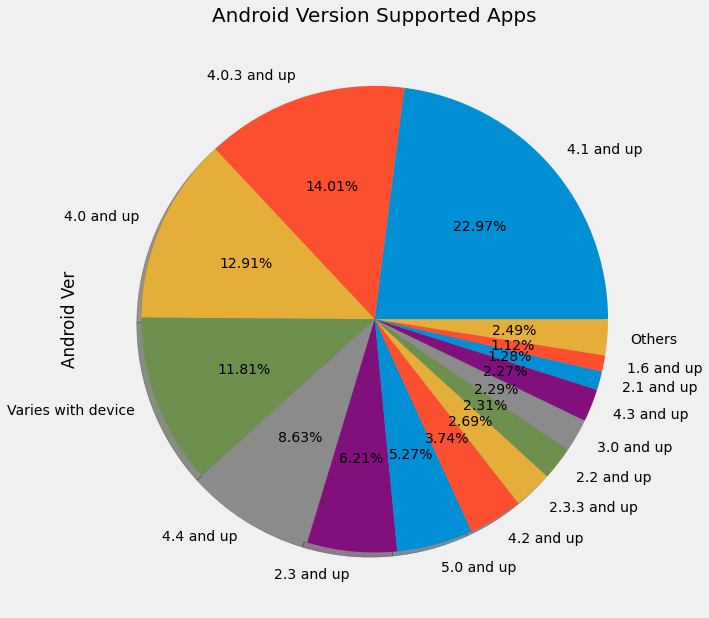 Android Version Supported Apps
4.0.3 and up
4.1 and up
14.01%
4.0 and up
22.97%
12.91%
Android Ver
2.49%
Others
1.12%
1.28%
1.6 and up
11.81%
2.27%
2.1 and up
2.29%
Varies with device
2.31%
4.3 and up
2.69%
8.63%
3.74%
3.0 and up
6.21%
5.27%
2.2 and up
2.3.3 and up
4.4 and up
4.2 and up
2.3 and up
5.0 and up